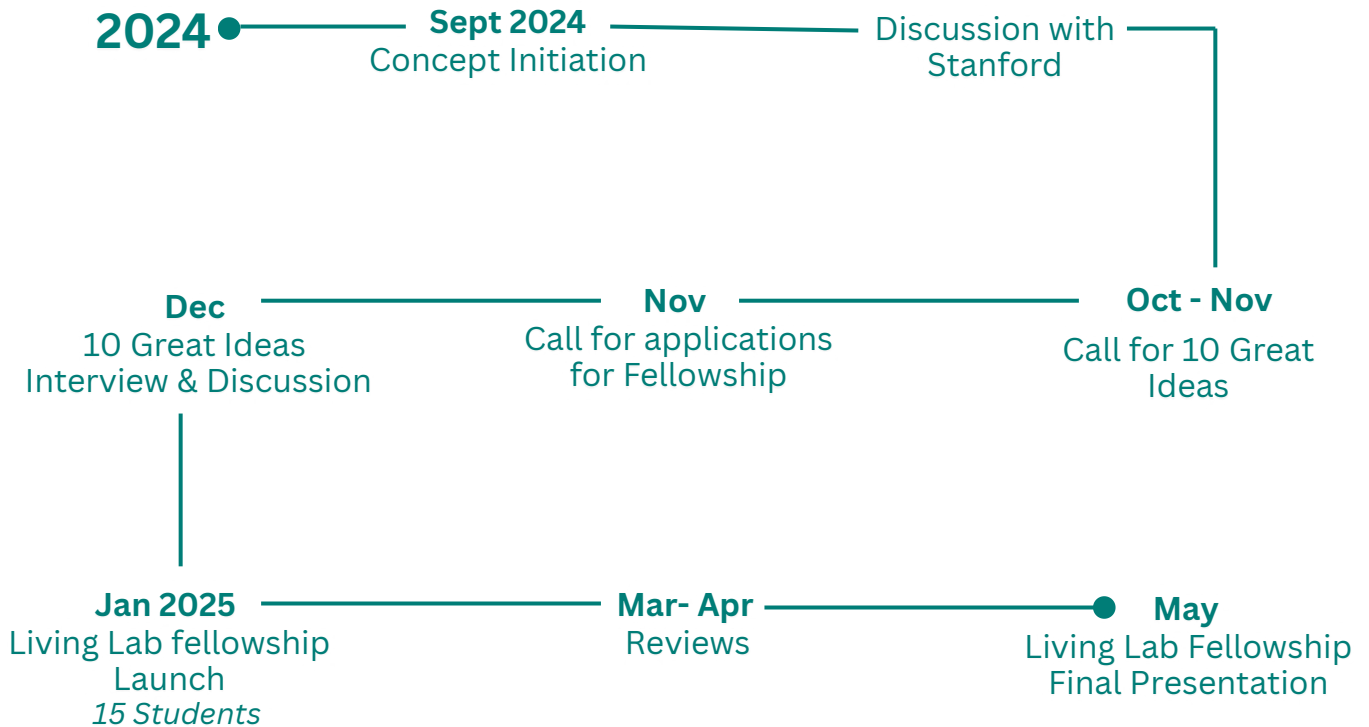 2024
Sept 2024
Concept Initiation
Discussion with
Stanford
Oct - Nov
Call for 10 Great
Ideas
Nov
Call for applications
for Fellowship
Dec
10 Great Ideas
Interview & Discussion
Jan 2025
Living Lab fellowship
Launch
15 Students
Mar- Apr
Reviews
May
Living Lab Fellowship
Final Presentation